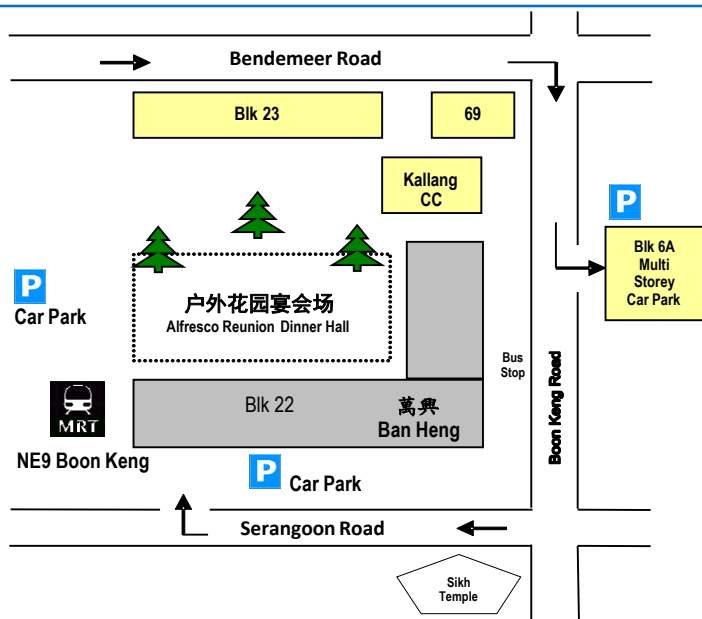 Bendemeer Road
Blk 23
69
Kallang
CC
P
Blk 6A
Multi
Storey
Car Park
P
Car Park
户外花园宴会场
Alfresco Reunion Dinner Hall
Bus
Stop
Boon Keng Road
MRT
NE9 Boon Keng
Blk 22
萬興
Ban Heng
P
Car Park
Serangoon Road
Sikh
Temple